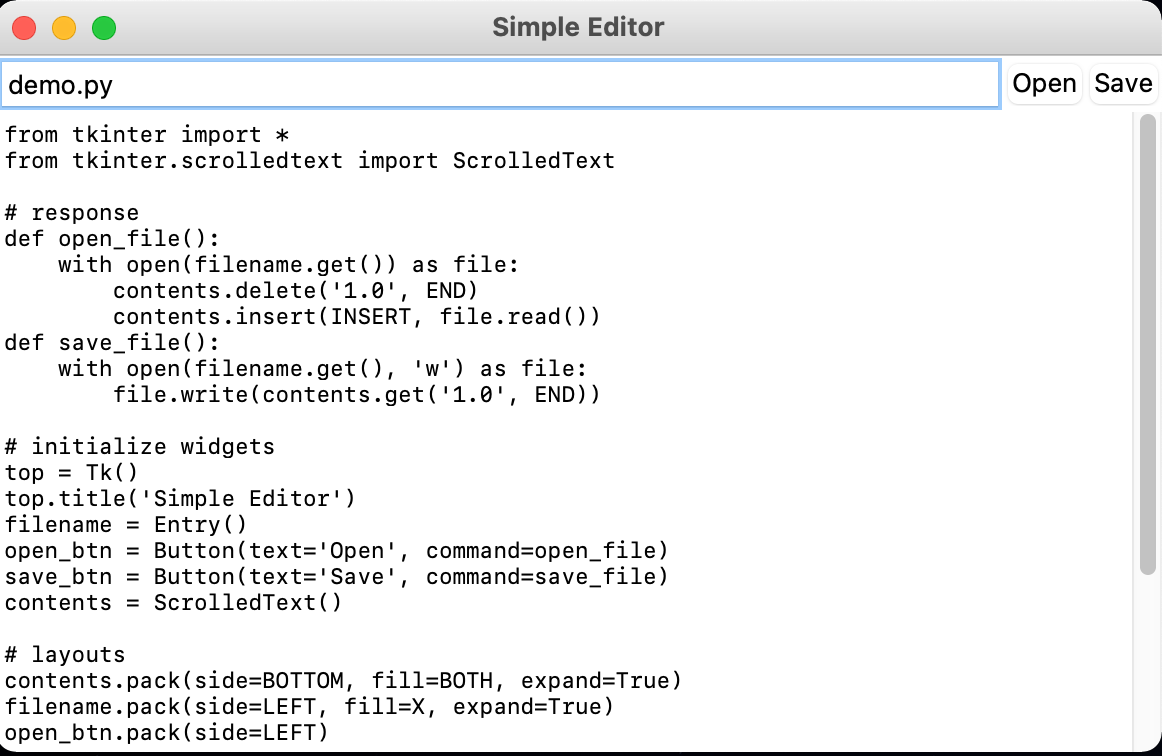 Simple Editor
demo.py Open Save
from tkinter import *
from tkinter.scrolledtext import ScrolledText

# response
def open_file():
    with open(filename.get()) as file:
        contents.delete('1.0', END)
        contents.insert(INSERT, file.read())
def save_file():
    with open(filename.get(), 'w') as file:
        file.write(contents.get('1.0', END))

# initialize widgets
top = Tk()
top.title('Simple Editor')
filename = Entry()
open_btn = Button(text='Open', command=open_file)
save_btn = Button(text='Save', command=save_file)
contents = ScrolledText()

# layouts
contents.pack(side=BOTTOM, fill=BOTH, expand=True)
filename.pack(side=LEFT, fill=X, expand=True)
open_btn.pack(side=LEFT)